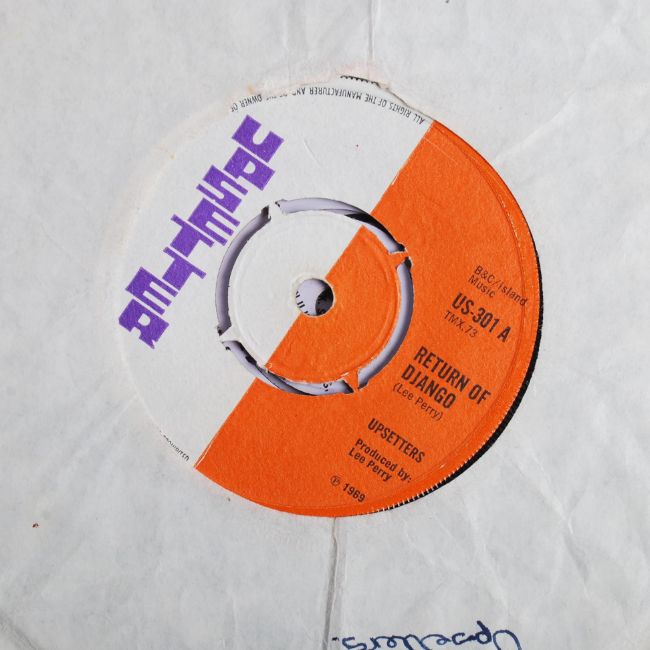 ALL RIGHTS OF THE MANUFACTURER AND OF THE OWNER OF
UPSETTER
B&C/island
Music
US-301 A
TMX.73
RETURN OF
DJANGO
(Lee Perry)
UPSETTERS
Produced by:
Lee Perry
℗ 1969
Upsetters.